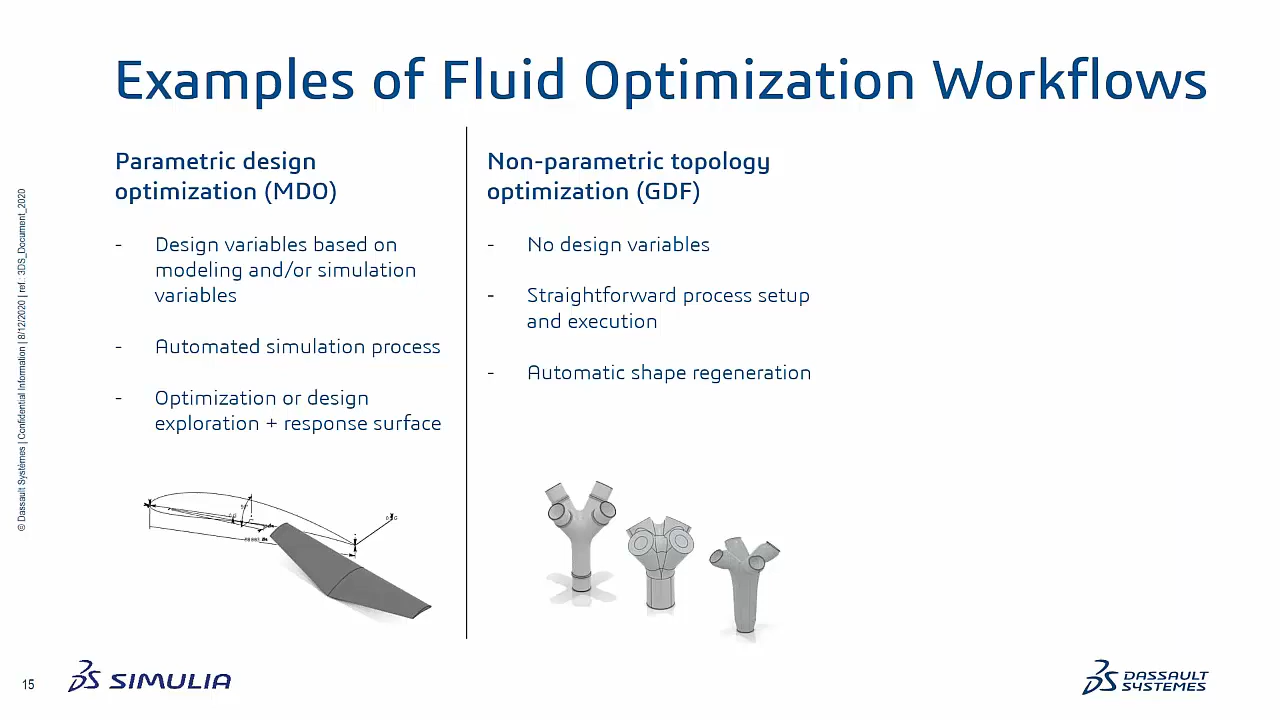 Examples of Fluid Optimization Workflows
Parametric design
optimization (MDO)
- Design variables based on
modeling and/or simulation
variables
- Automated simulation process
- Optimization or design
exploration + response surface
Non-parametric topology
optimization (GDF)
- No design variables
- Straightforward process setup
and execution
- Automatic shape regeneration
© Dassault Systèmes | Confidential Information | 8/12/2020 | ref.: 3DS_Document_2020
15
3DS SIMULIA
3DS DASSAULT
SYSTEMES